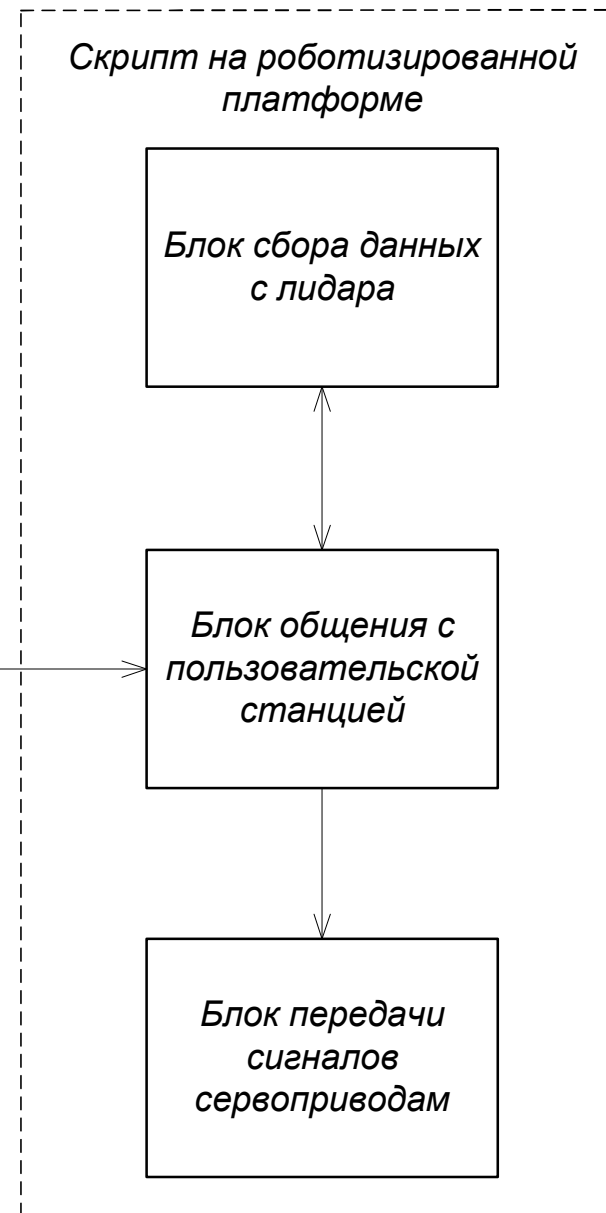 Скрипт на роботизированной
платформе
Блок сбора данных
с лидара
Блок общения с
пользовательской
станцией
Блок передачи
сигналов
сервоприводам